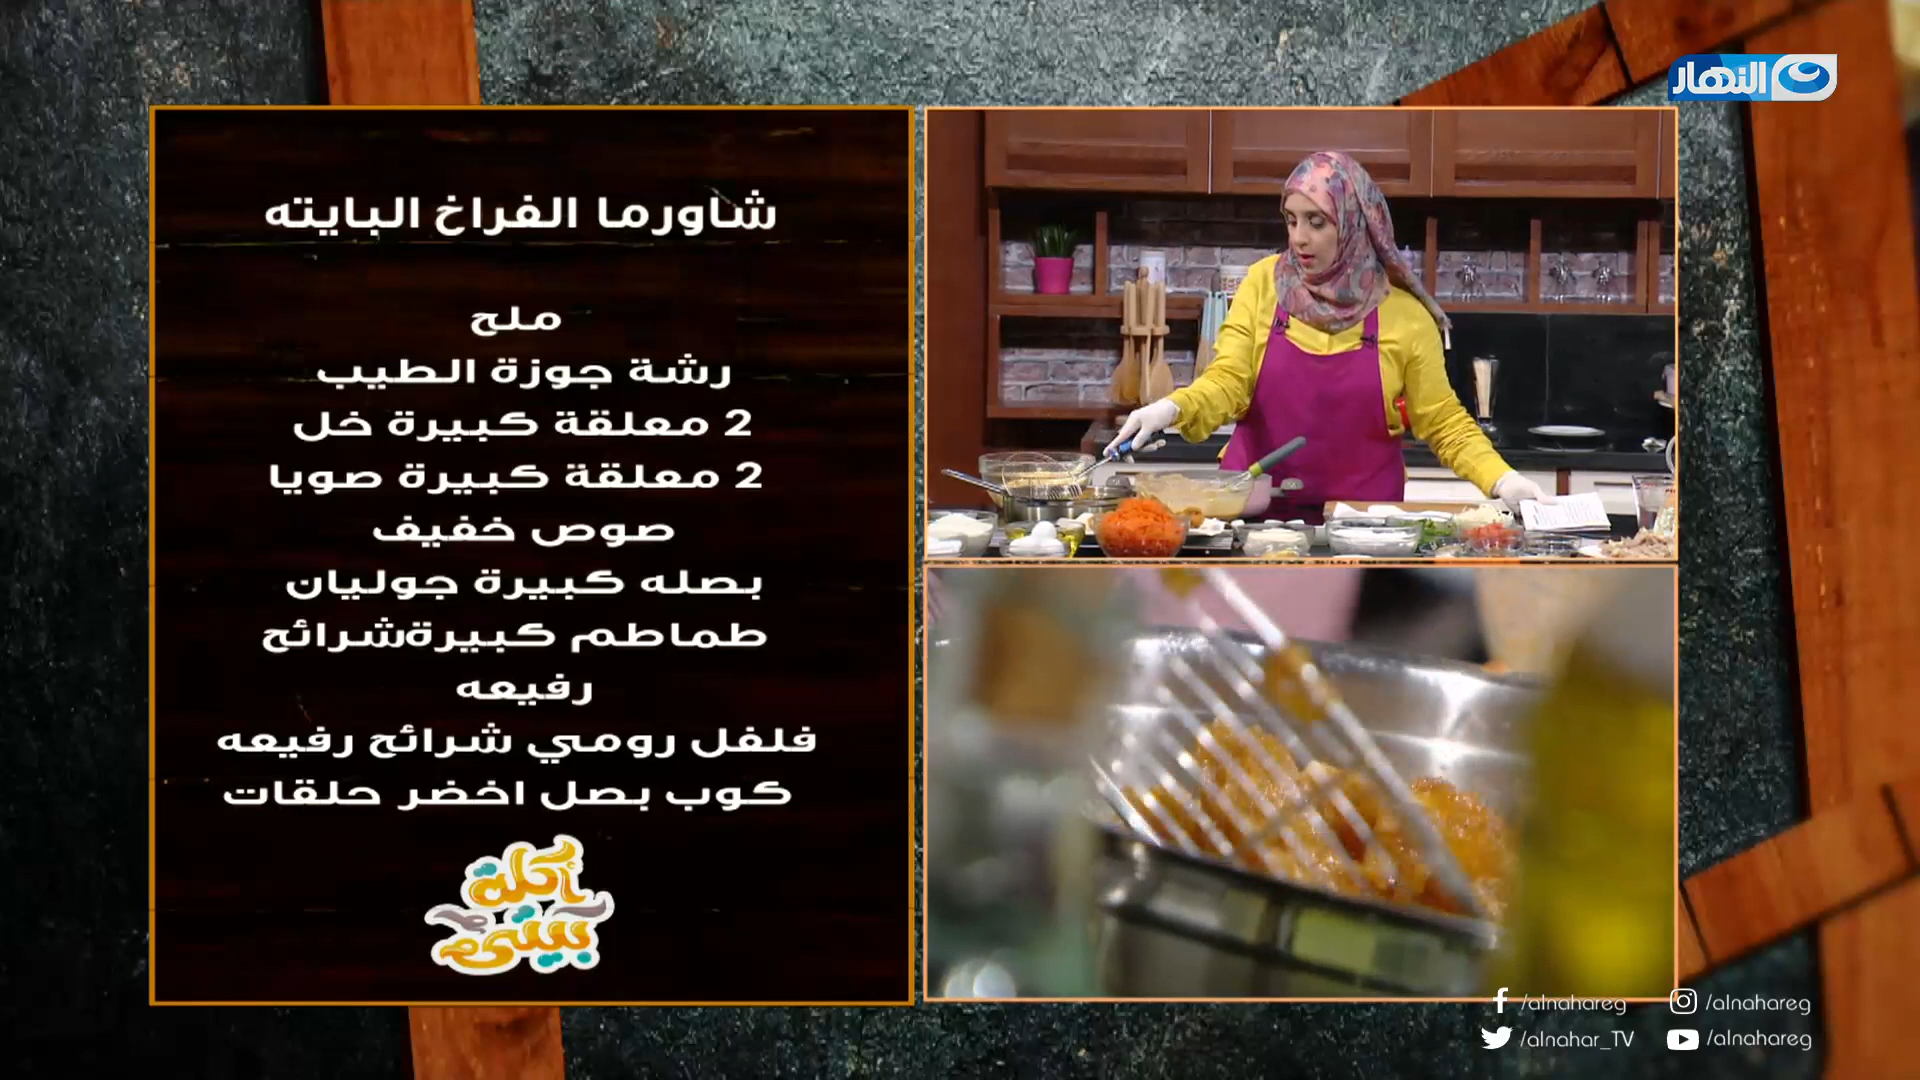 النهار
شاورما الفراخ البايته
ملح
رشة جوزة الطيب
2 معلقة كبيرة خل
2 معلقة كبيرة صويا
صوص خفيف
بصله كبيرة جوليان
طماطم كبيرةشرائح
رفيعه
فلفل رومي شرائح رفيعه
كوب بصل اخضر حلقات
أكلة
بيتي
/alnahareg
/alnahareg
/alnahar_TV
/alnahareg